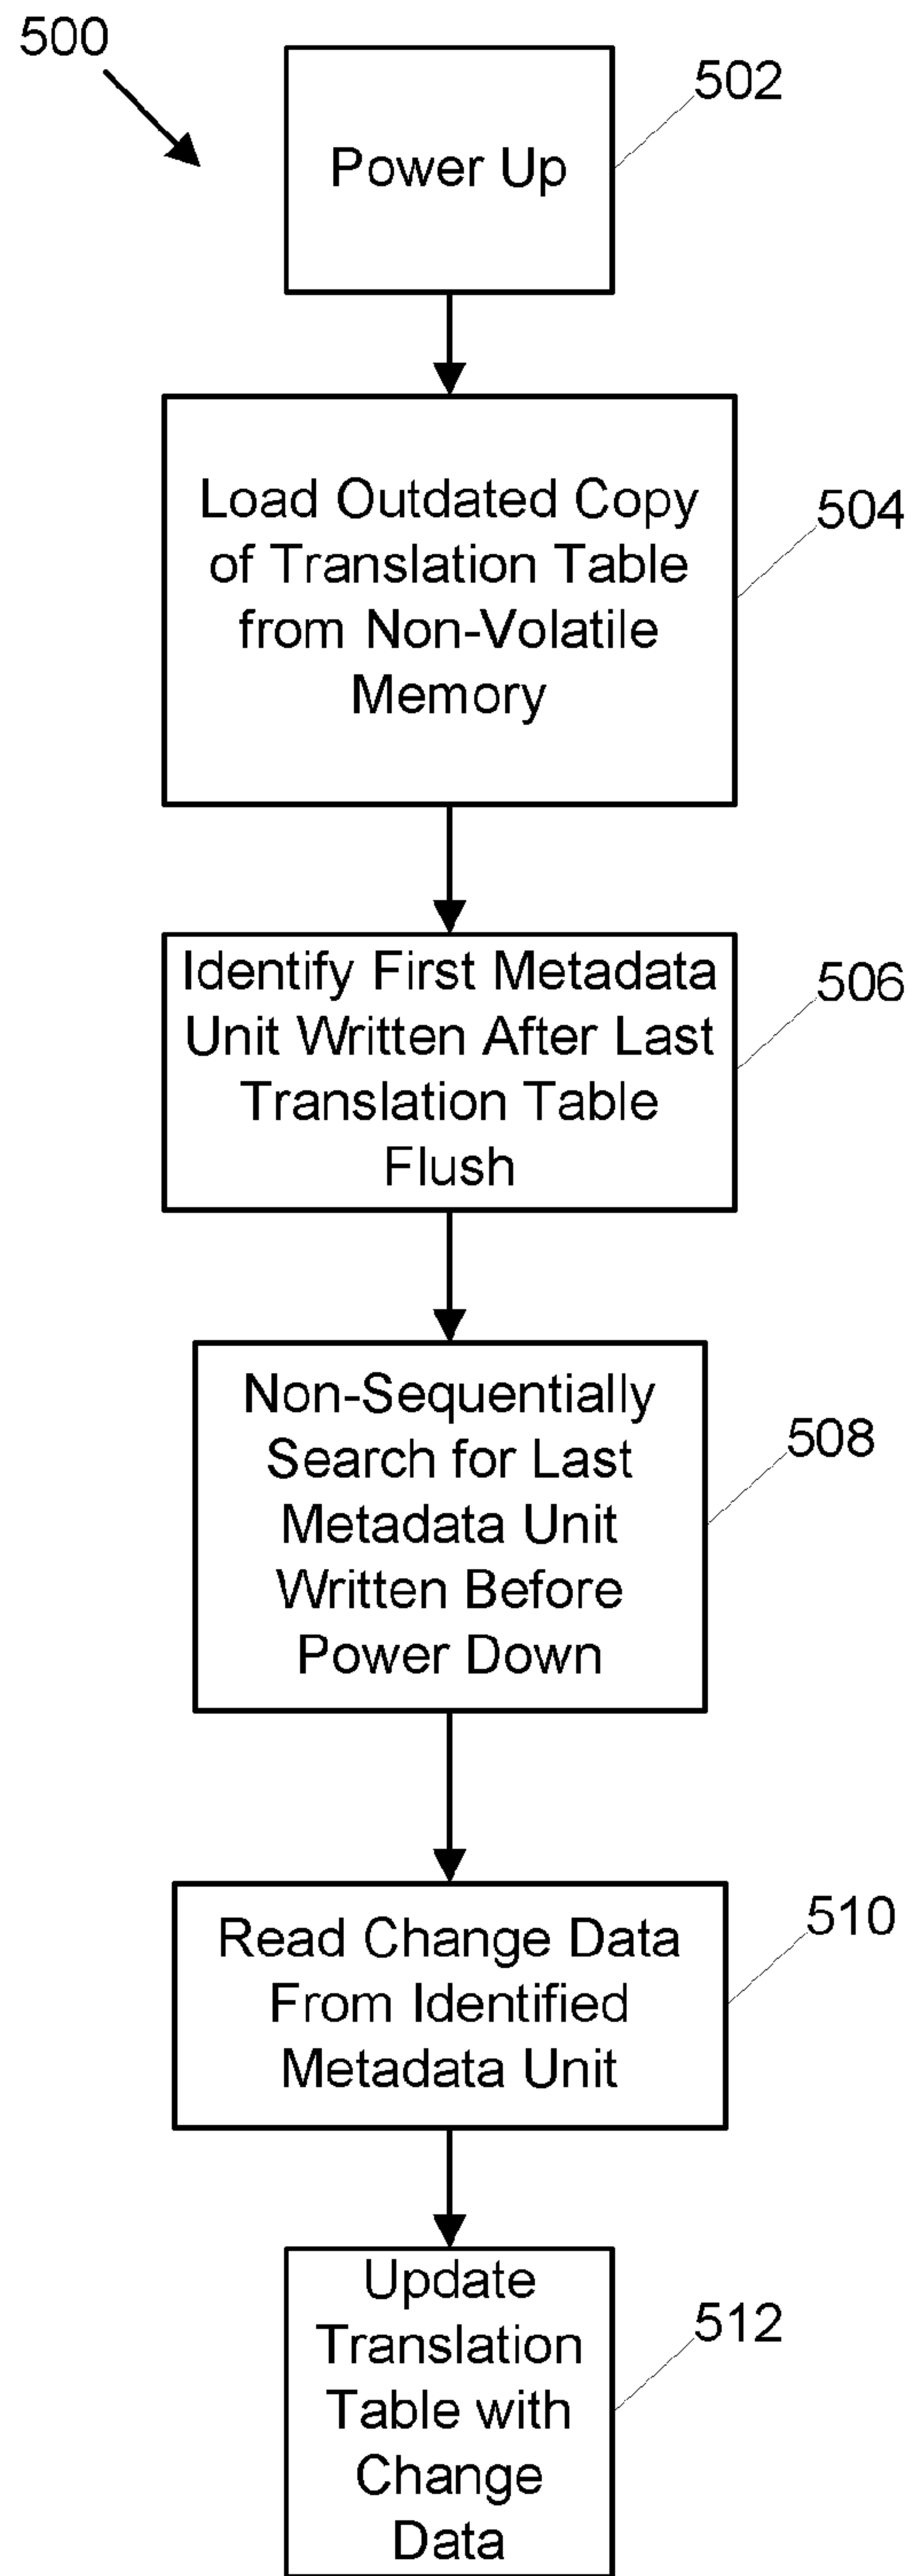 500
502
Power Up
Load Outdated Copy
of Translation Table
from Non-Volatile
Memory
504
Identify First Metadata
Unit Written After Last
Translation Table
Flush
506
Non-Sequentially
Search for Last
Metadata Unit
Written Before
Power Down
508
Read Change Data
From Identified
Metadata Unit
510
Update
Translation
Table with
Change
Data
512